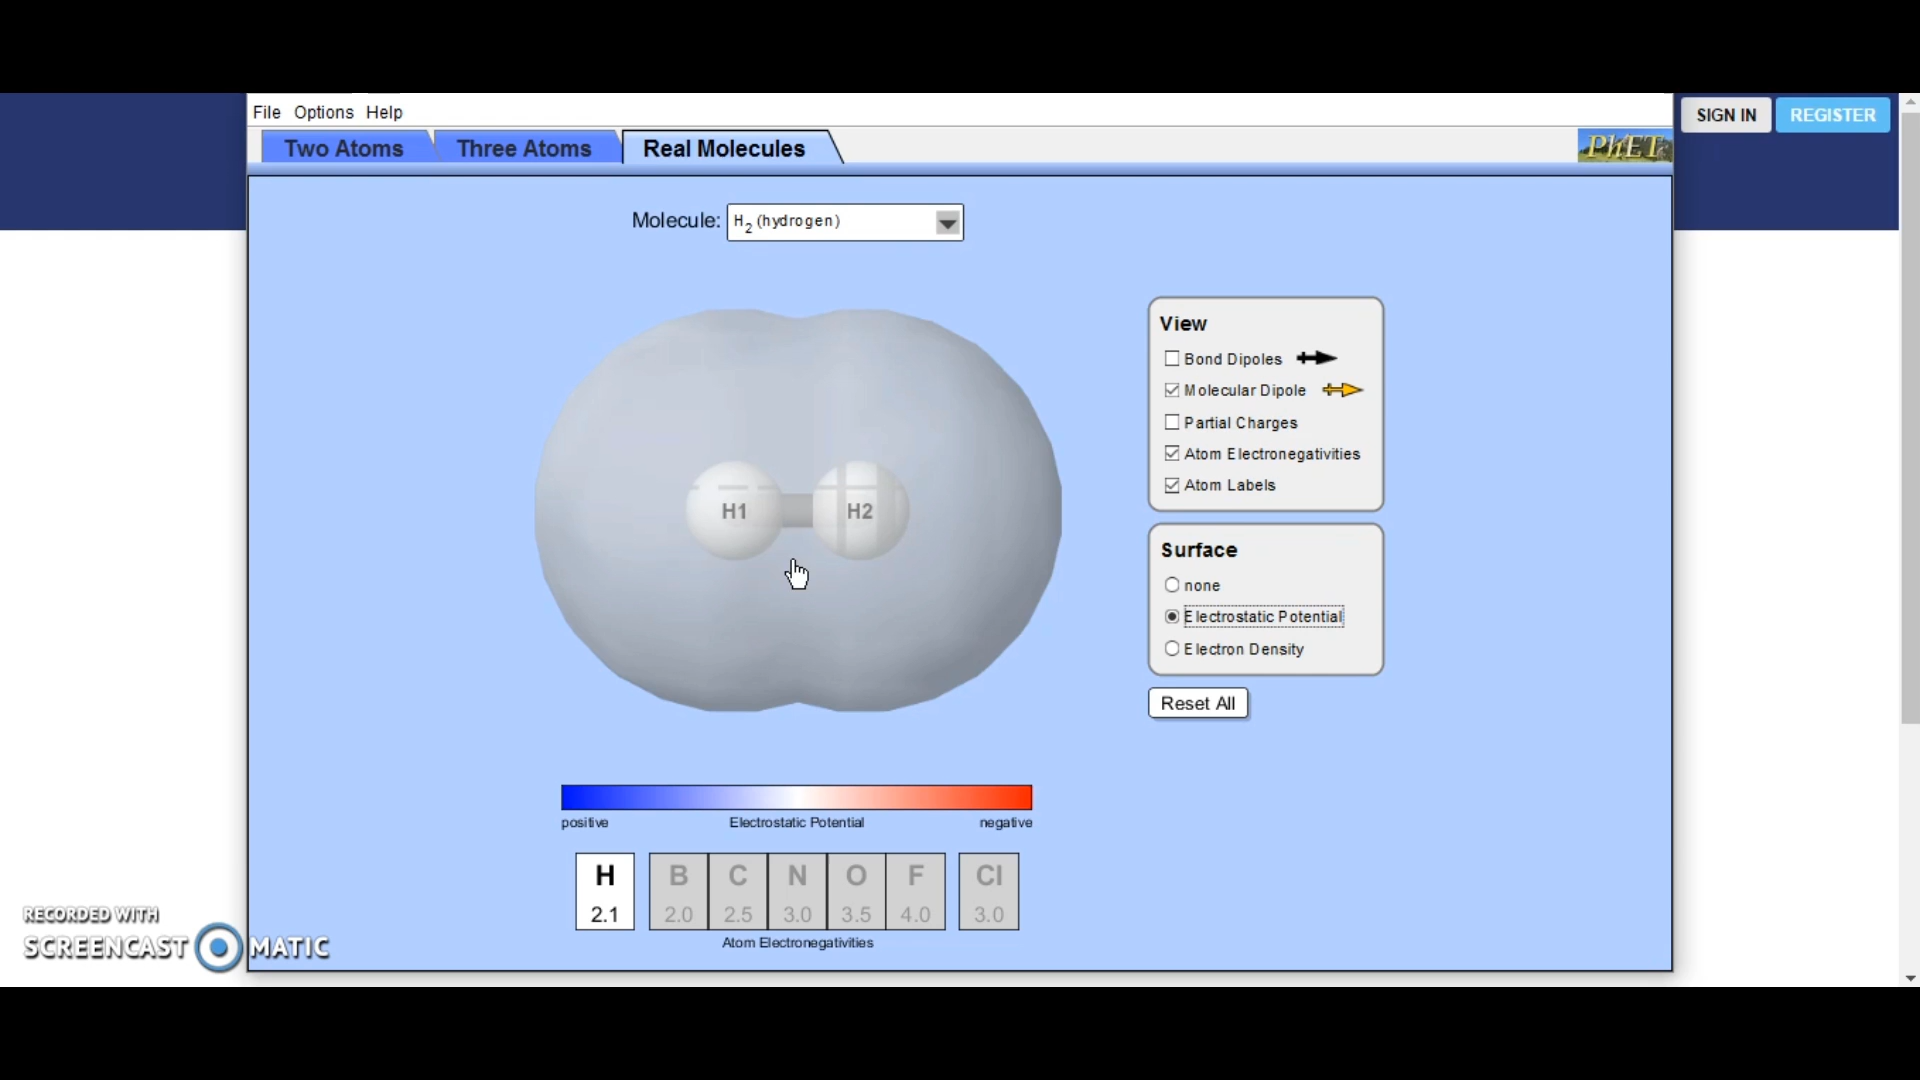 File Options Help
SIGN IN REGISTER
Two Atoms Three Atoms Real Molecules
PhET
Molecule: H2 (hydrogen)
View
Bond Dipoles
Molecular Dipole
Partial Charges
Atom Electronegativities
Atom Labels
H1 H2
Surface
none
Electrostatic Potential
Electron Density
Reset All
positive Electrostatic Potential negative
H B C N O F Cl
2.1 2.0 2.5 3.0 3.5 4.0 3.0
Atom Electronegativities
RECORDED WITH
SCREENCAST MATIC